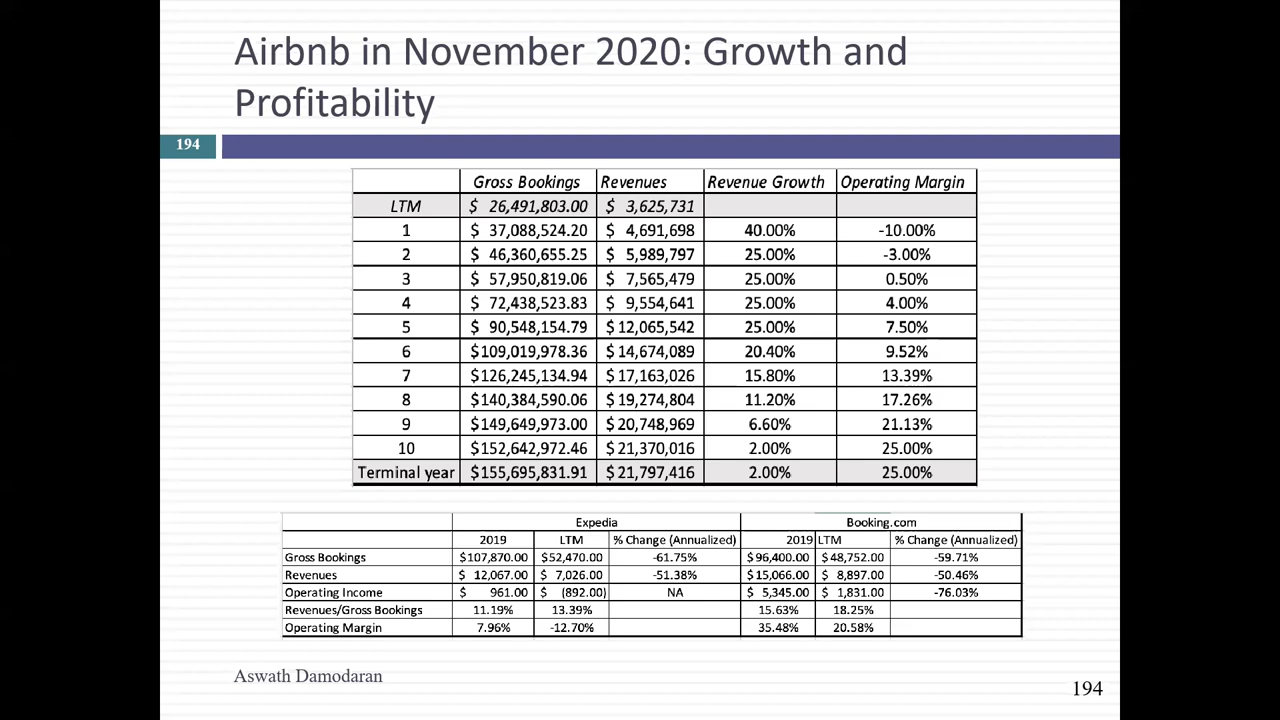 Airbnb in November 2020: Growth and
Profitability
194
Gross Bookings Revenues Revenue Growth Operating Margin
LTM $ 26,491,803.00 $ 3,625,731
1 $ 37,088,524.20 $ 4,691,698 40.00% -10.00%
2 $ 46,360,655.25 $ 5,989,797 25.00% -3.00%
3 $ 57,950,819.06 $ 7,565,479 25.00% 0.50%
4 $ 72,438,523.83 $ 9,554,641 25.00% 4.00%
5 $ 90,548,154.79 $ 12,065,542 25.00% 7.50%
6 $109,019,978.36 $ 14,674,089 20.40% 9.52%
7 $126,245,134.94 $ 17,163,026 15.80% 13.39%
8 $140,384,590.06 $ 19,274,804 11.20% 17.26%
9 $149,649,973.00 $ 20,748,969 6.60% 21.13%
10 $152,642,972.46 $ 21,370,016 2.00% 25.00%
Terminal year $155,695,831.91 $ 21,797,416 2.00% 25.00%
Expedia Booking.com
2019 LTM % Change (Annualized) 2019 LTM % Change (Annualized)
Gross Bookings $107,870.00 $52,470.00 -61.75% $96,400.00 $48,752.00 -59.71%
Revenues $ 12,067.00 $ 7,026.00 -51.38% $15,066.00 $ 8,897.00 -50.46%
Operating Income $ 961.00 $ (892.00) NA $ 5,345.00 $ 1,831.00 -76.03%
Revenues/Gross Bookings 11.19% 13.39% 15.63% 18.25%
Operating Margin 7.96% -12.70% 35.48% 20.58%
Aswath Damodaran
194